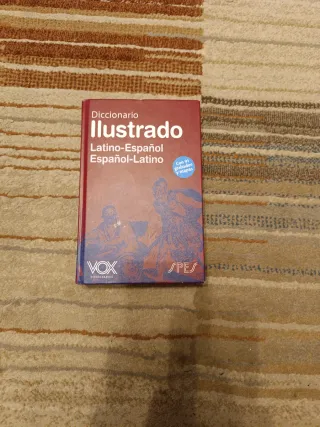 Diccionario
Ilustrado
Latino-Español
Español-Latino
VOX
SPES